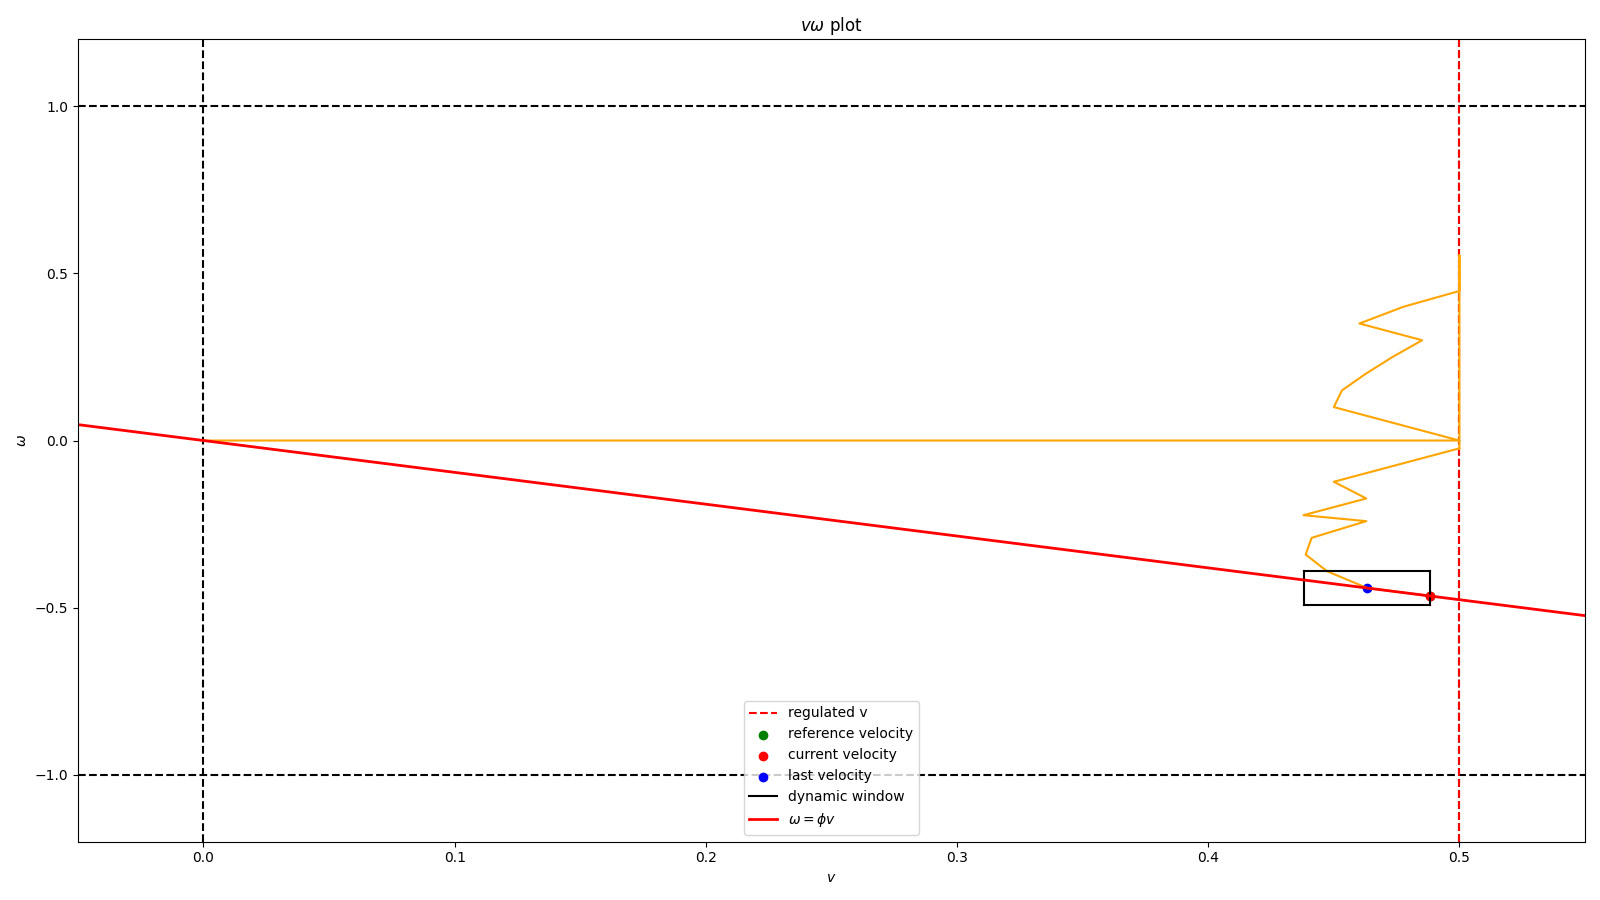 vω plot
1.0
0.5
0.0
−0.5
−1.0
ω
regulated v
reference velocity
current velocity
last velocity
dynamic window
ω = ϕv
0.0 0.1 0.2 0.3 0.4 0.5
v